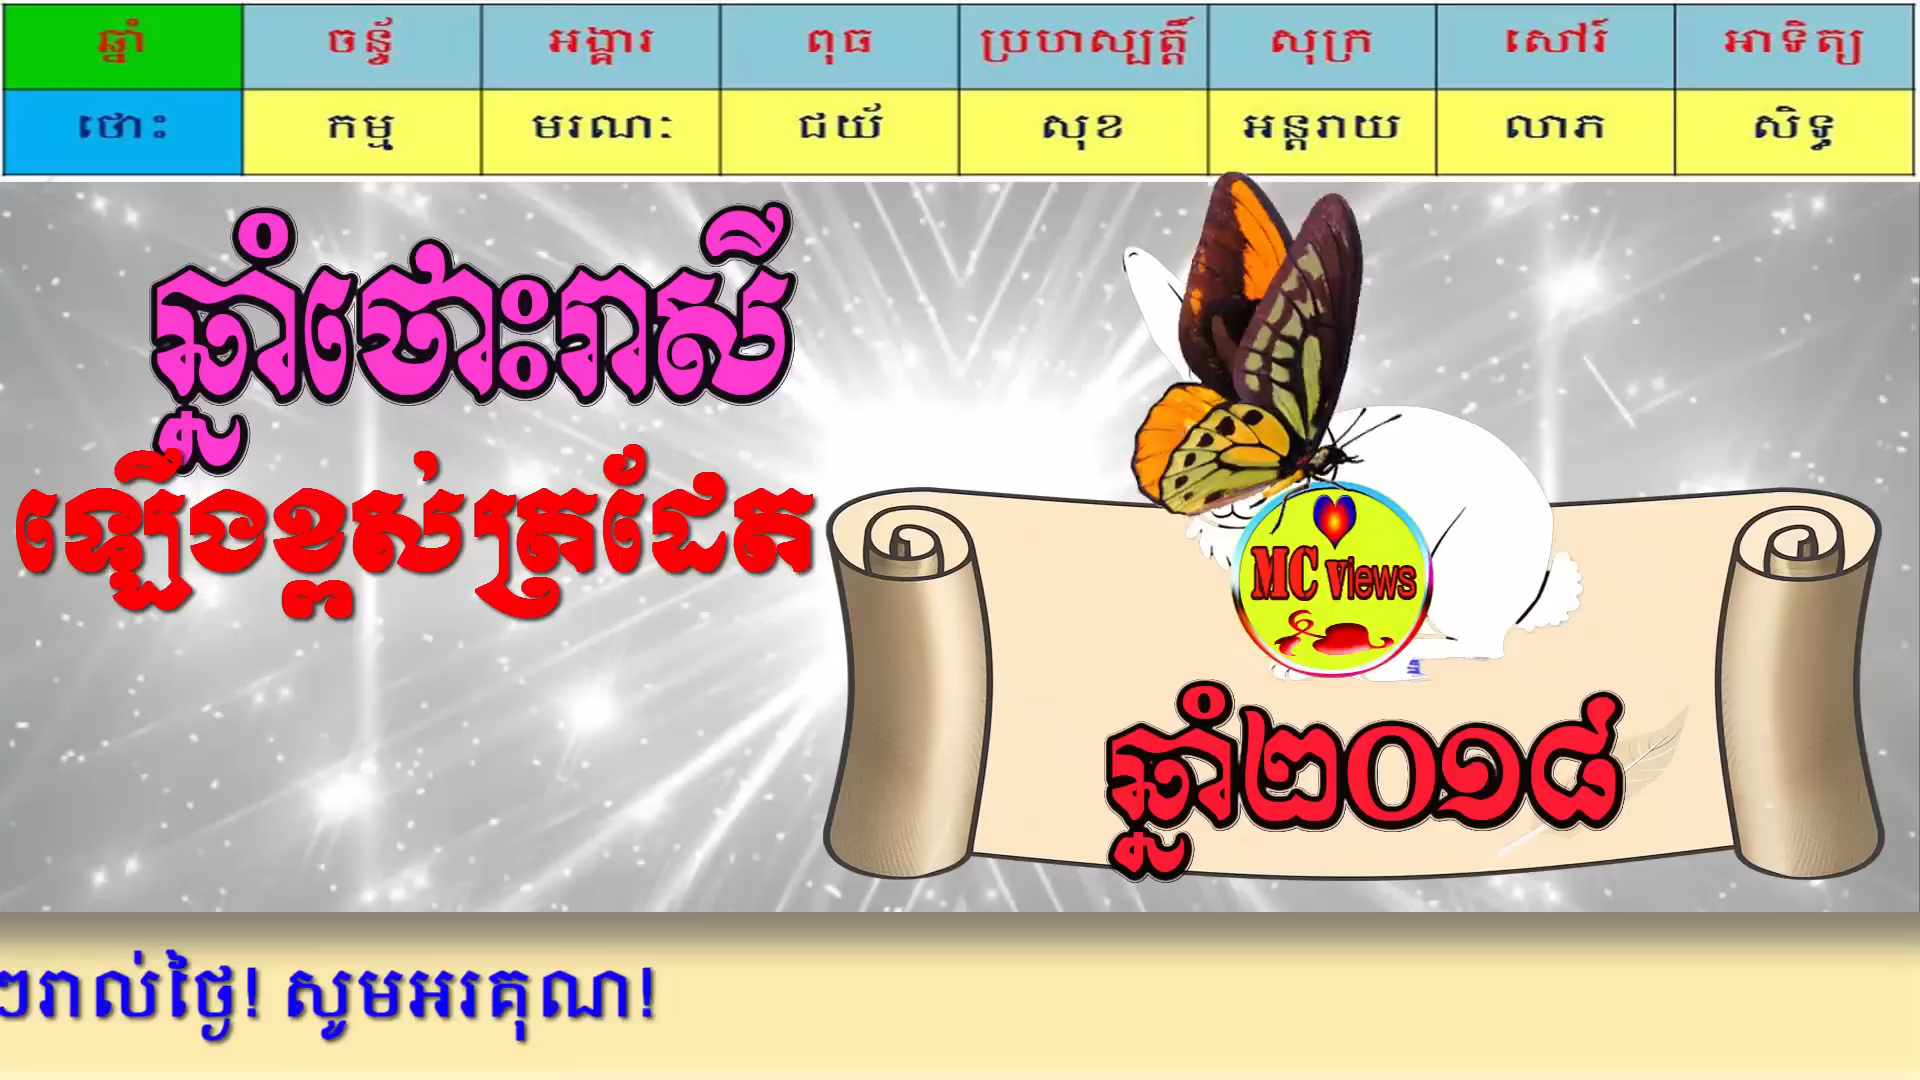 ឆ្នាំ ចន្ទ័ អង្គារ ពុធ ប្រហស្បត្តិ៍ សុក្រ សៅរ៍ អាទិត្យ
ថោះ កម្ម មរណៈ ជយ័ សុខ អន្តរាយ លាភ សិទ្ធ
ឆ្នាំថោះរាសី
ឡើងខ្ពស់ត្រដែត
MC Views
ឆ្នាំ២០១៨
ៗរាល់ថ្ងៃ! សូមអរគុណ!